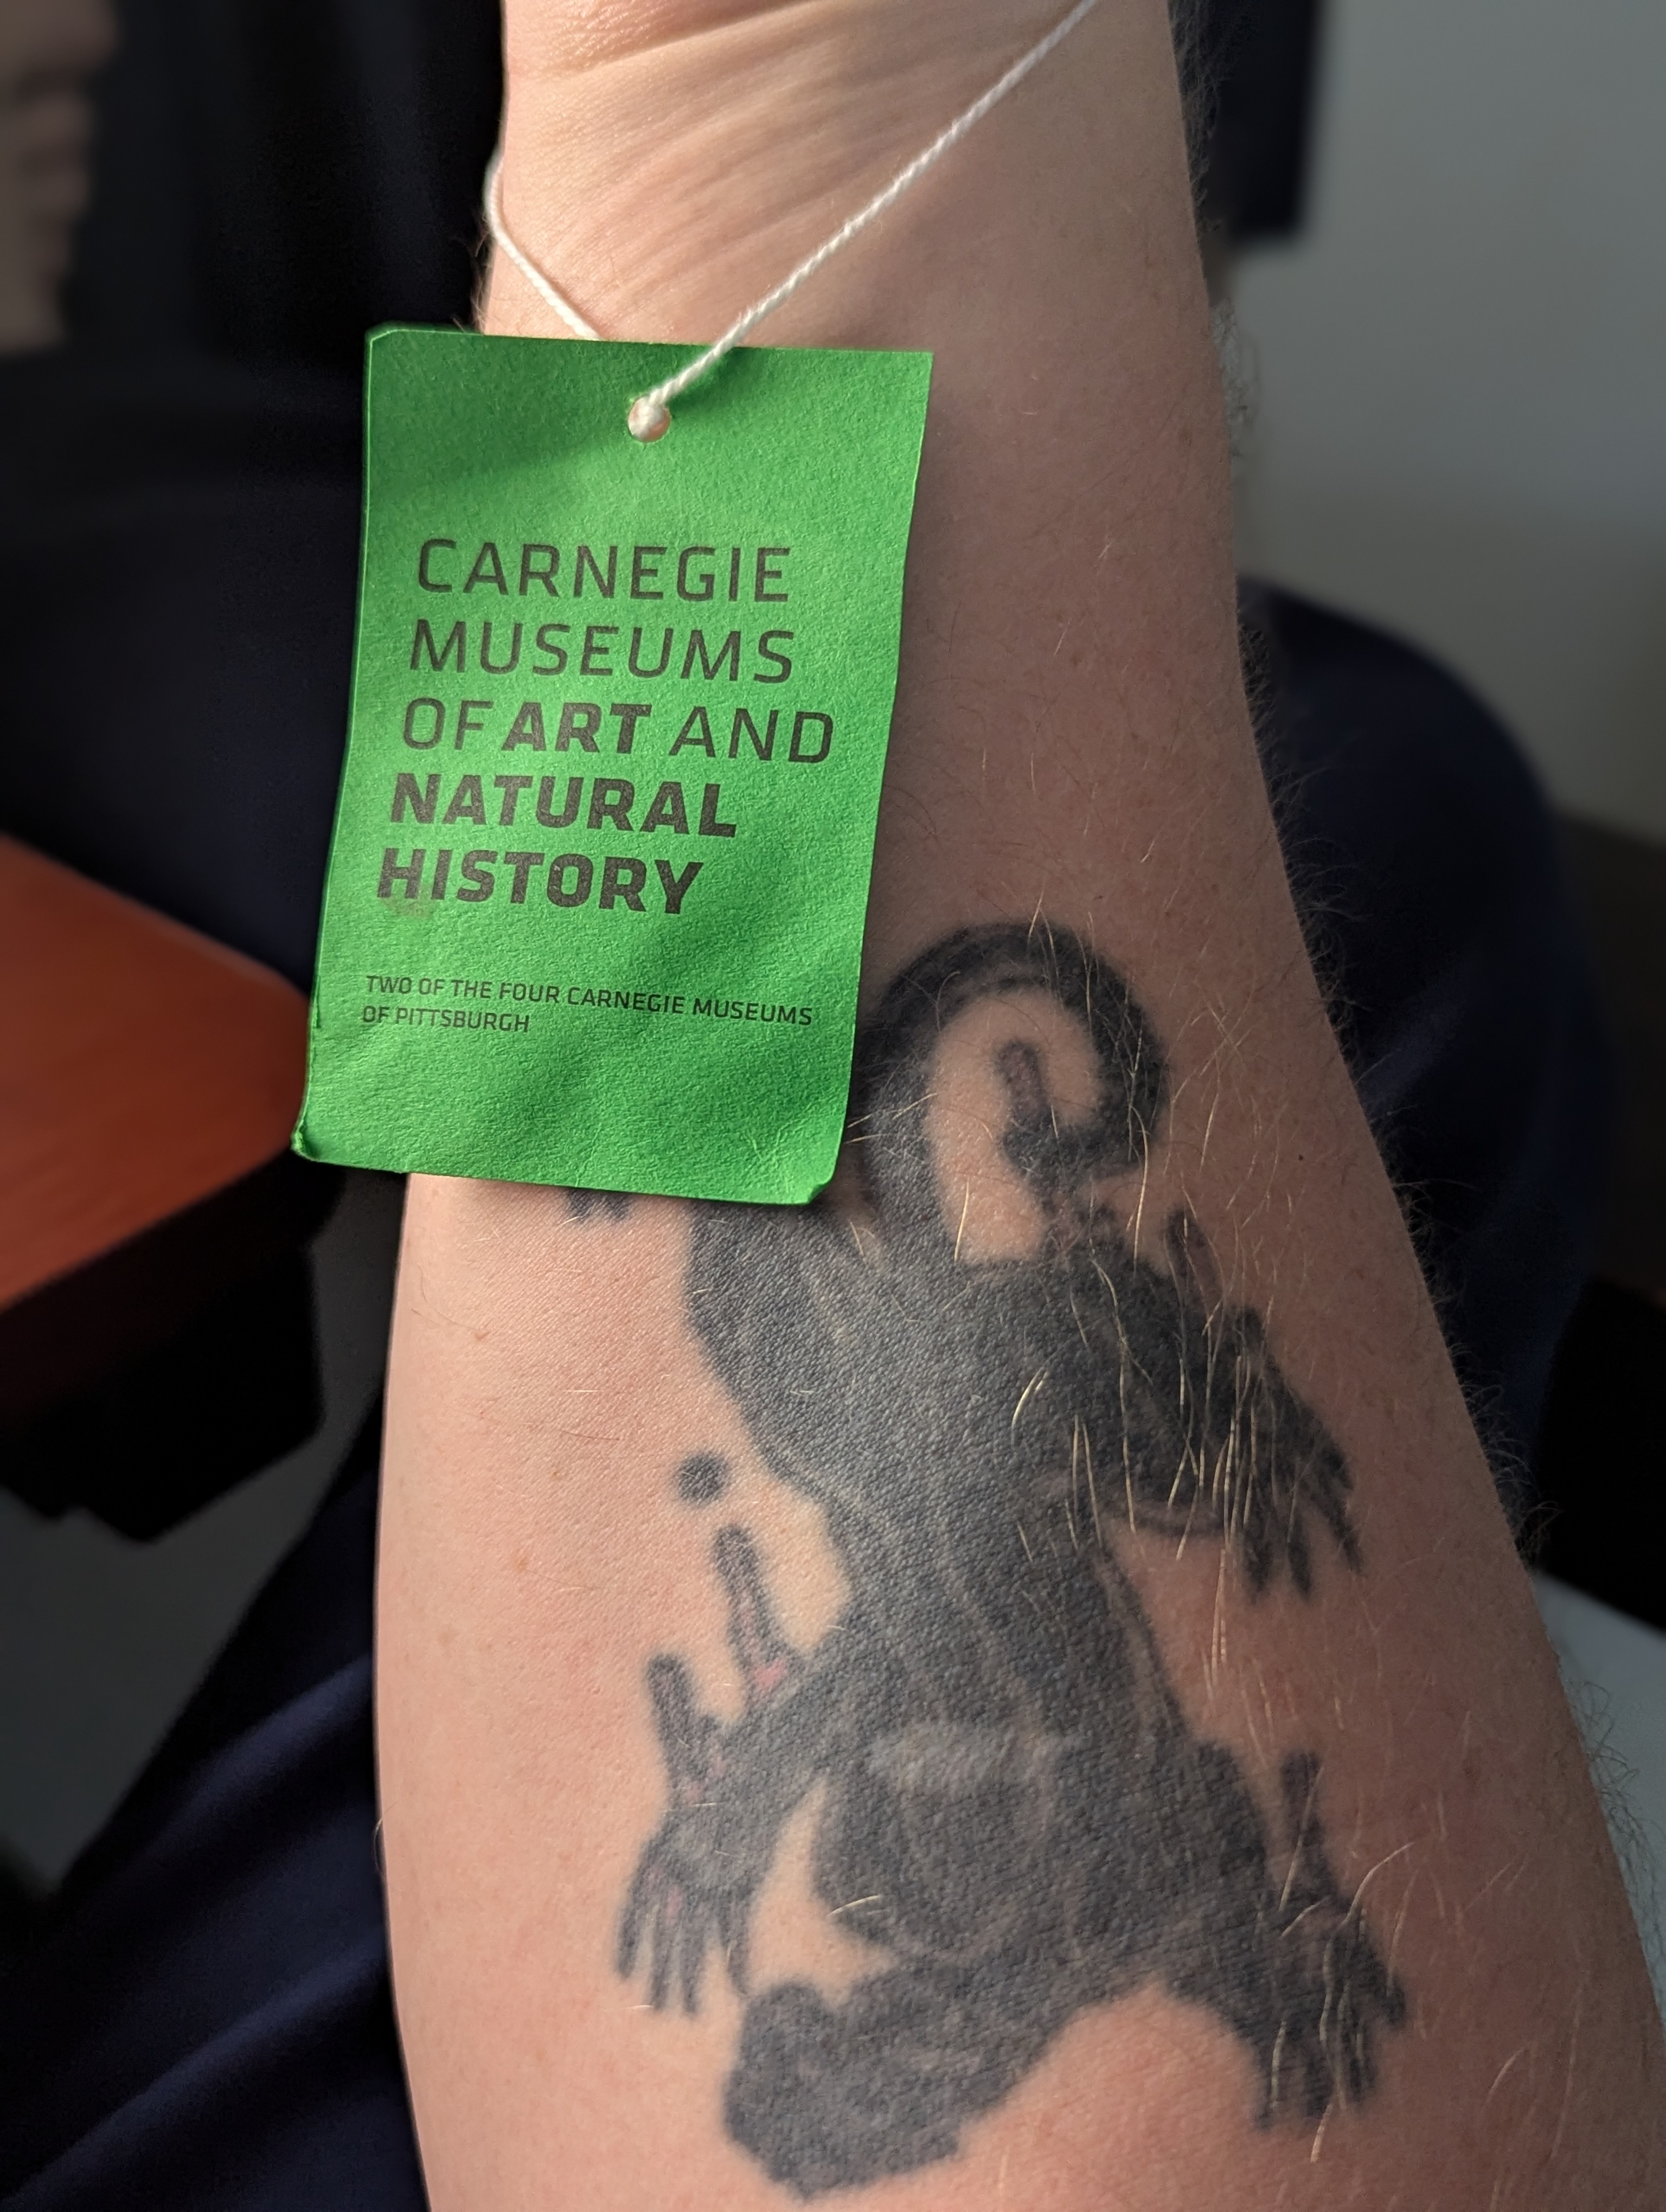 CARNEGIE
MUSEUMS
OF ART AND
NATURAL
HISTORY
TWO OF THE FOUR CARNEGIE MUSEUMS
OF PITTSBURGH